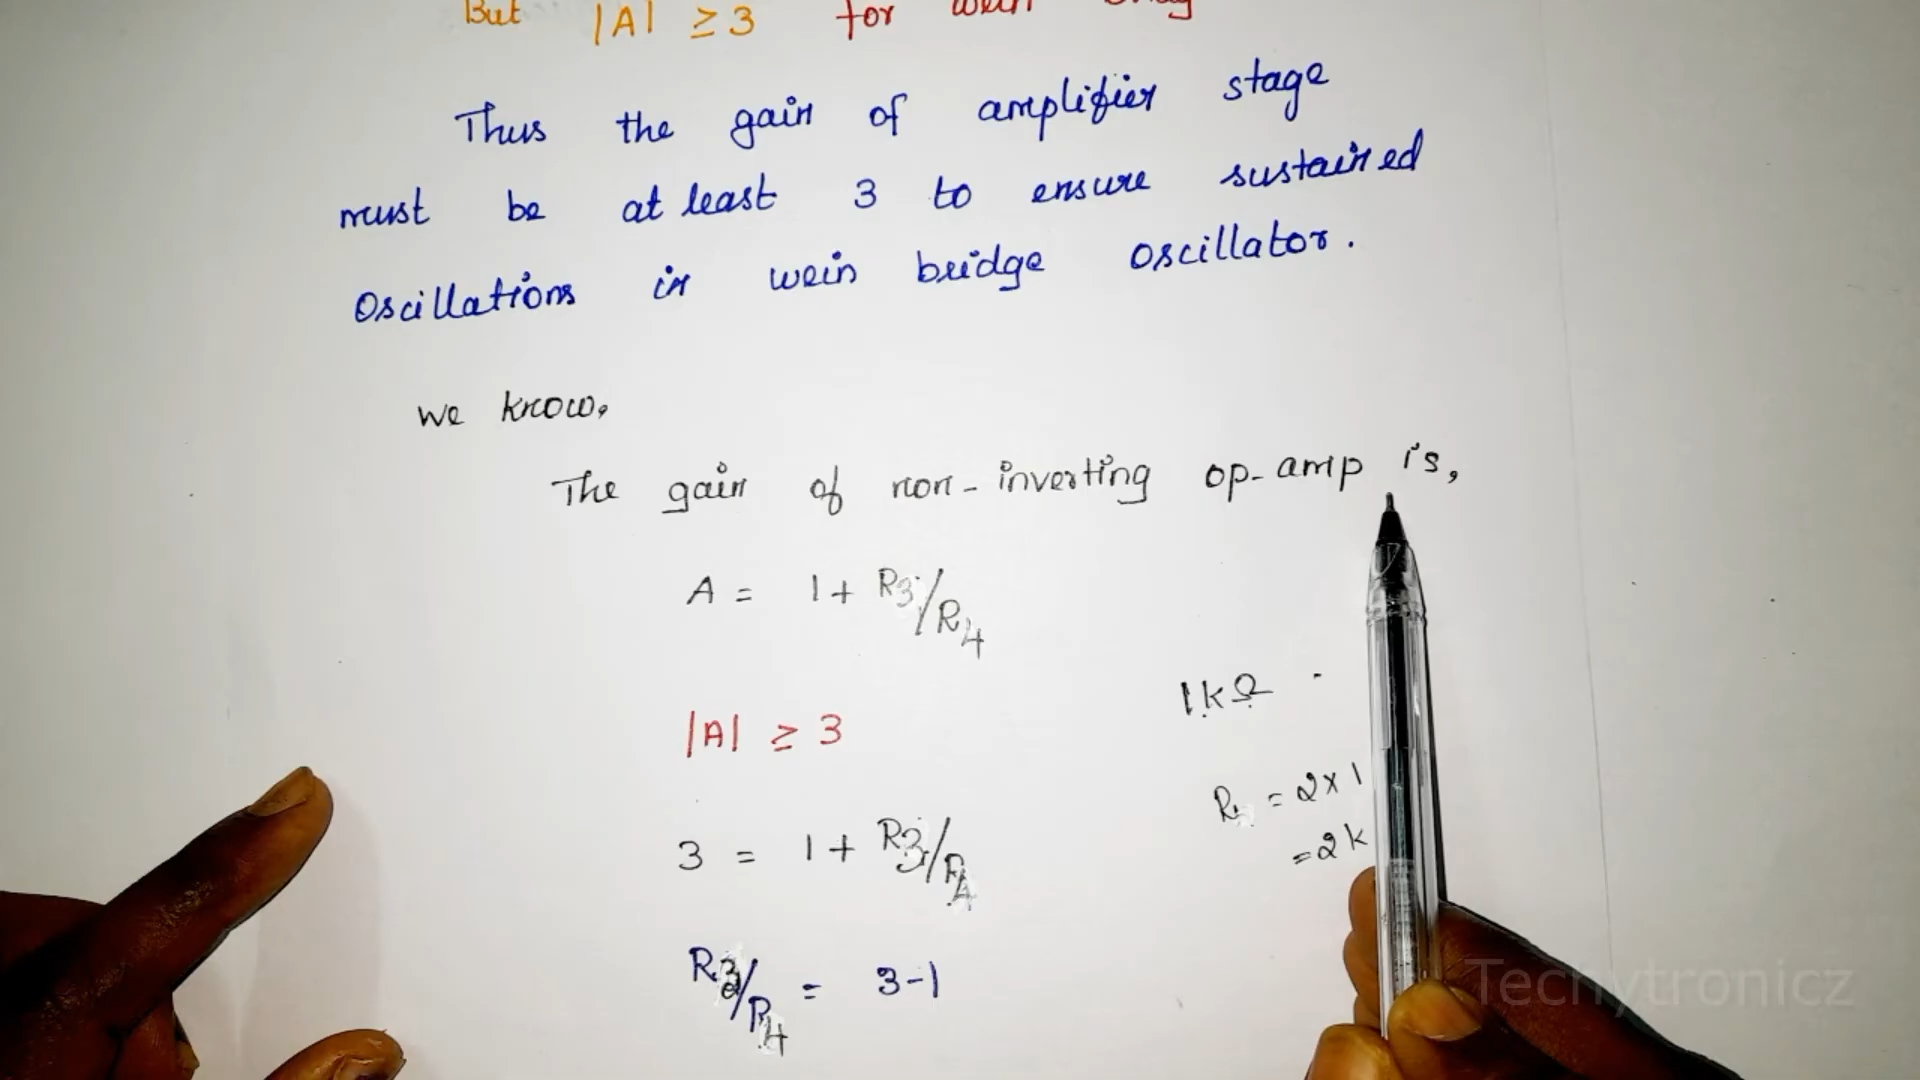 But |A| ≥ 3 for wein
Thus the gain of amplifier stage
must be at least 3 to ensure sustained
Oscillations in wein bridge oscillator.
we know,
The gain of non-inverting op-amp is,
A = 1 + R3/R4
|A| ≥ 3
1kΩ
3 = 1 + R3/R4
R = 2 x 1
= 2k
R3/R4 = 3-1
Techytronicz